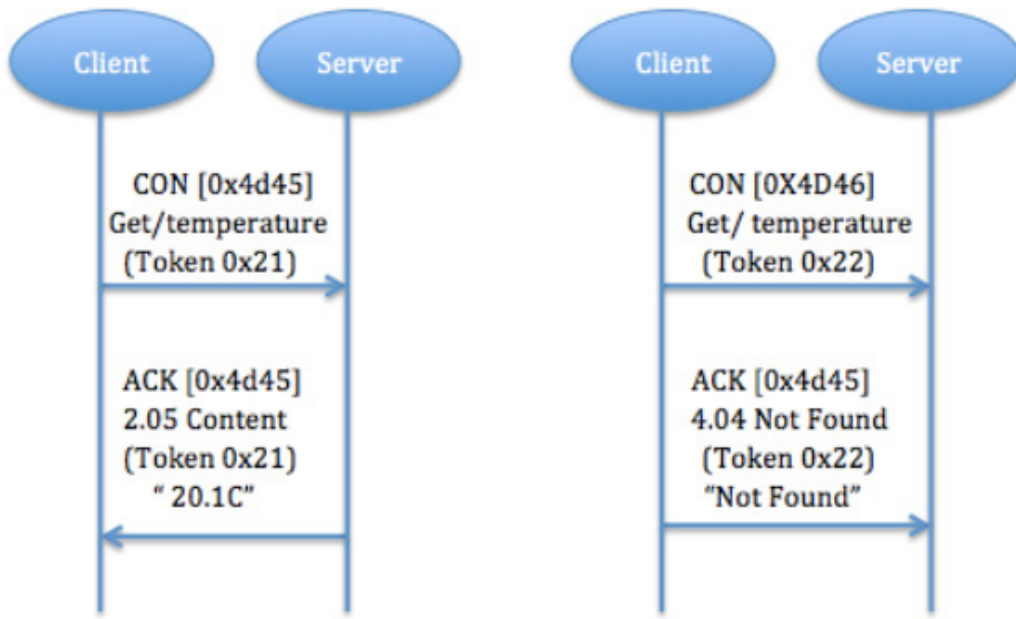 Client
Server
CON [0x4d45]
Get/temperature
(Token 0x21)
ACK [0x4d45]
2.05 Content
(Token 0x21)
“ 20.1C”
Client
Server
CON [0X4D46]
Get/ temperature
(Token 0x22)
ACK [0x4d45]
4.04 Not Found
(Token 0x22)
“Not Found”